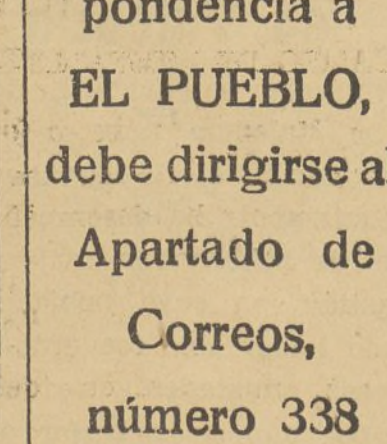 pondencia a
EL PUEBLO,
debe dirigirse al
Apartado de
Correos,
número 338